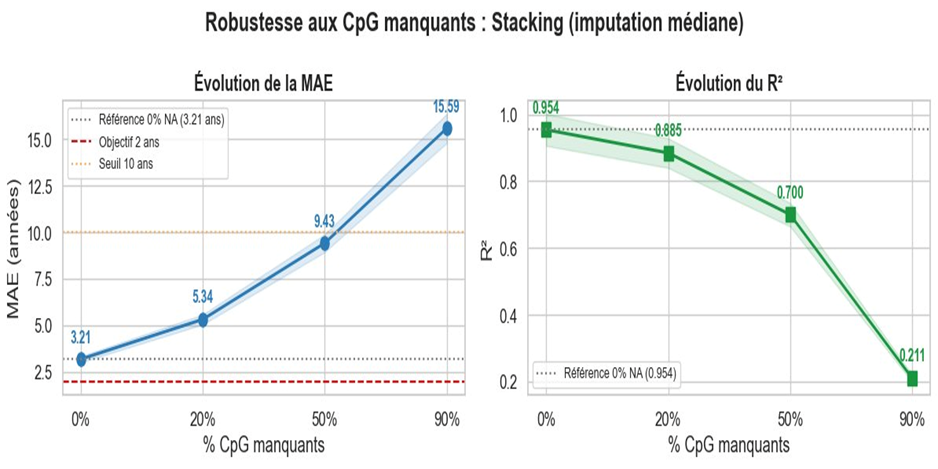 Robustesse aux CpG manquants : Stacking (imputation médiane)
Évolution de la MAE
Référence 0% NA (3.21 ans)
Objectif 2 ans
Seuil 10 ans
15.59
9.43
5.34
3.21
15.0
12.5
10.0
7.5
5.0
2.5
MAE (années)
0% 20% 50% 90%
% CpG manquants
Évolution du R²
0.954
0.885
0.700
0.211
1.0
0.8
0.6
0.4
0.2
R²
Référence 0% NA (0.954)
0% 20% 50% 90%
% CpG manquants